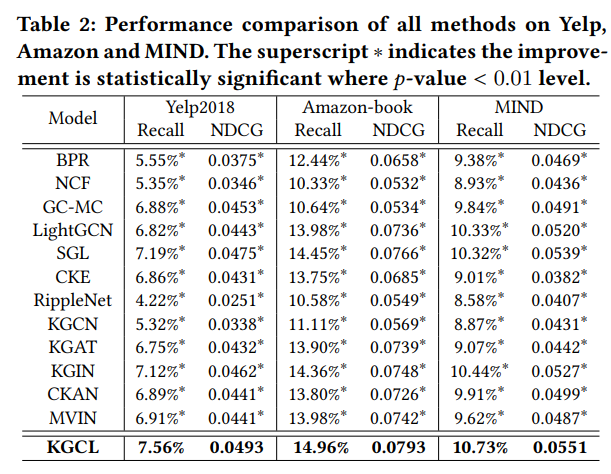 Table 2: Performance comparison of all methods on Yelp,
Amazon and MIND. The superscript * indicates the improve-
ment is statistically significant where p-value < 0.01 level.
Model Yelp2018 Amazon-book MIND
Recall NDCG Recall NDCG Recall NDCG
BPR 5.55%* 0.0375* 12.44%* 0.0658* 9.38%* 0.0469*
NCF 5.35%* 0.0346* 10.33%* 0.0532* 8.93%* 0.0436*
GC-MC 6.88%* 0.0453* 10.64%* 0.0534* 9.84%* 0.0491*
LightGCN 6.82%* 0.0443* 13.98%* 0.0736* 10.33%* 0.0520*
SGL 7.19%* 0.0475* 14.45%* 0.0766* 10.32%* 0.0539*
CKE 6.86%* 0.0431* 13.75%* 0.0685* 9.01%* 0.0382*
RippleNet 4.22%* 0.0251* 10.58%* 0.0549* 8.58%* 0.0407*
KGCN 5.32%* 0.0338* 11.11%* 0.0569* 8.87%* 0.0431*
KGAT 6.75%* 0.0432* 13.90%* 0.0739* 9.07%* 0.0442*
KGIN 7.12%* 0.0462* 14.36%* 0.0748* 10.44%* 0.0527*
CKAN 6.89%* 0.0441* 13.80%* 0.0726* 9.91%* 0.0499*
MVIN 6.91%* 0.0441* 13.98%* 0.0742* 9.62%* 0.0487*
KGCL 7.56% 0.0493 14.96% 0.0793 10.73% 0.0551